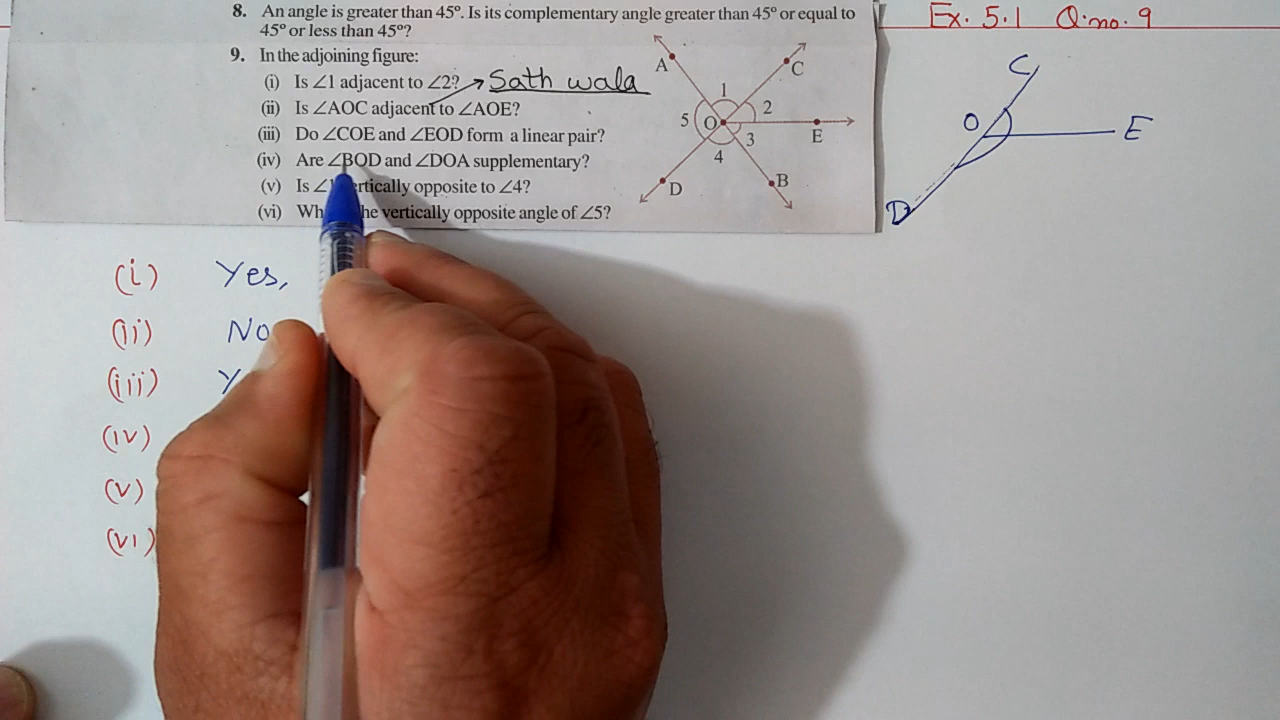 8. An angle is greater than 45°. Is its complementary angle greater than 45° or equal to
45° or less than 45°?
Ex. 5.1 Q.no. 9
9. In the adjoining figure:
(i) Is ∠1 adjacent to ∠2? → Sath wala
(ii) Is ∠AOC adjacent to ∠AOE?
(iii) Do ∠COE and ∠EOD form a linear pair?
(iv) Are ∠BOD and ∠DOA supplementary?
(v) Is ∠1 vertically opposite to ∠4?
(vi) the vertically opposite angle of ∠5?
A C
1
2
5 O
E
3
4
D B
C
O E
D
(i) Yes,
(ii) No
(iii) Y
(iv)
(v)
(vi)